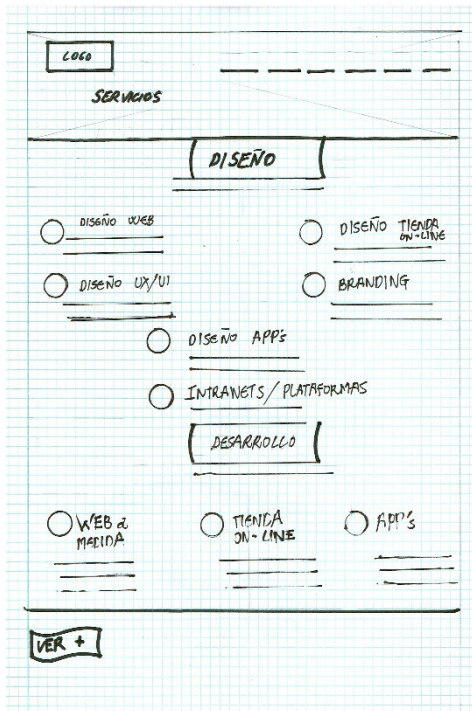 LOGO
SERVICIOS
DISEÑO
DISEÑO WEB
DISEÑO TIENDA
ON-LINE
DISEÑO UX/UI
BRANDING
DISEÑO APP's
INTRANETS/PLATAFORMAS
DESARROLLO
WEB a
MEDIDA
TIENDA
ON-LINE
APP's
VER +